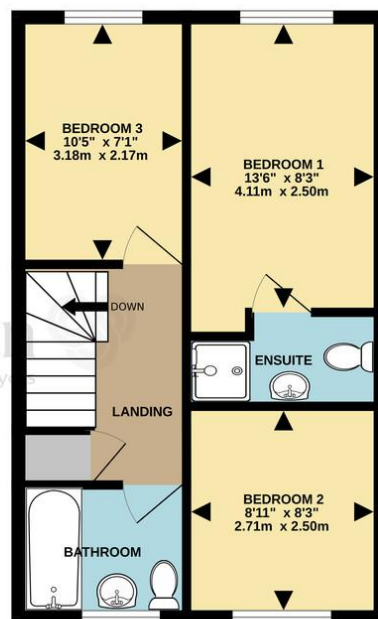 BEDROOM 3
10'5" x 7'1"
3.18m x 2.17m
BEDROOM 1
13'6" x 8'3"
4.11m x 2.50m
DOWN
ENSUITE
LANDING
BEDROOM 2
8'11" x 8'3"
2.71m x 2.50m
BATHROOM